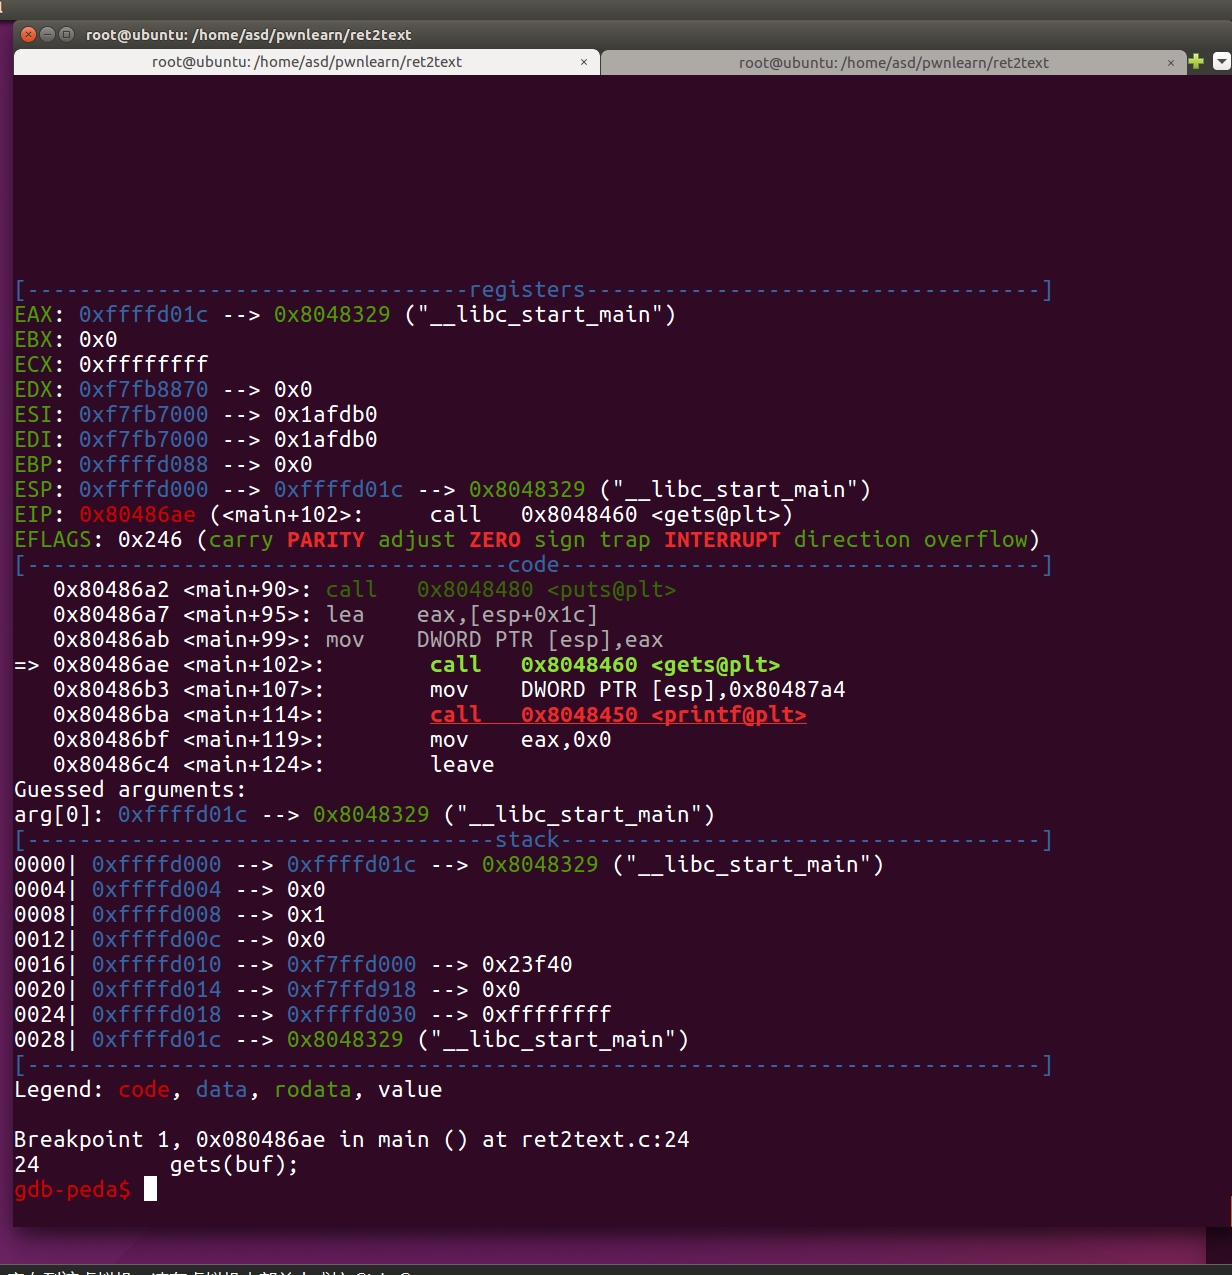 root@ubuntu: /home/asd/pwnlearn/ret2text
root@ubuntu: /home/asd/pwnlearn/ret2text × root@ubuntu: /home/asd/pwnlearn/ret2text ×
[----------------------------------registers-----------------------------------]
EAX: 0xffffd01c --> 0x8048329 ("__libc_start_main")
EBX: 0x0
ECX: 0xffffffff
EDX: 0xf7fb8870 --> 0x0
ESI: 0xf7fb7000 --> 0x1afdb0
EDI: 0xf7fb7000 --> 0x1afdb0
EBP: 0xffffd088 --> 0x0
ESP: 0xffffd000 --> 0xffffd01c --> 0x8048329 ("__libc_start_main")
EIP: 0x80486ae (<main+102>:     call   0x8048460 <gets@plt>)
EFLAGS: 0x246 (carry PARITY adjust ZERO sign trap INTERRUPT direction overflow)
[-------------------------------------code-------------------------------------]
   0x80486a2 <main+90>: call   0x8048480 <puts@plt>
   0x80486a7 <main+95>: lea    eax,[esp+0x1c]
   0x80486ab <main+99>: mov    DWORD PTR [esp],eax
=> 0x80486ae <main+102>:        call   0x8048460 <gets@plt>
   0x80486b3 <main+107>:        mov    DWORD PTR [esp],0x80487a4
   0x80486ba <main+114>:        call   0x8048450 <printf@plt>
   0x80486bf <main+119>:        mov    eax,0x0
   0x80486c4 <main+124>:        leave
Guessed arguments:
arg[0]: 0xffffd01c --> 0x8048329 ("__libc_start_main")
[------------------------------------stack-------------------------------------]
0000| 0xffffd000 --> 0xffffd01c --> 0x8048329 ("__libc_start_main")
0004| 0xffffd004 --> 0x0
0008| 0xffffd008 --> 0x1
0012| 0xffffd00c --> 0x0
0016| 0xffffd010 --> 0xf7ffd000 --> 0x23f40
0020| 0xffffd014 --> 0xf7ffd918 --> 0x0
0024| 0xffffd018 --> 0xffffd030 --> 0xffffffff
0028| 0xffffd01c --> 0x8048329 ("__libc_start_main")
[------------------------------------------------------------------------------]
Legend: code, data, rodata, value
Breakpoint 1, 0x080486ae in main () at ret2text.c:24
24          gets(buf);
gdb-peda$